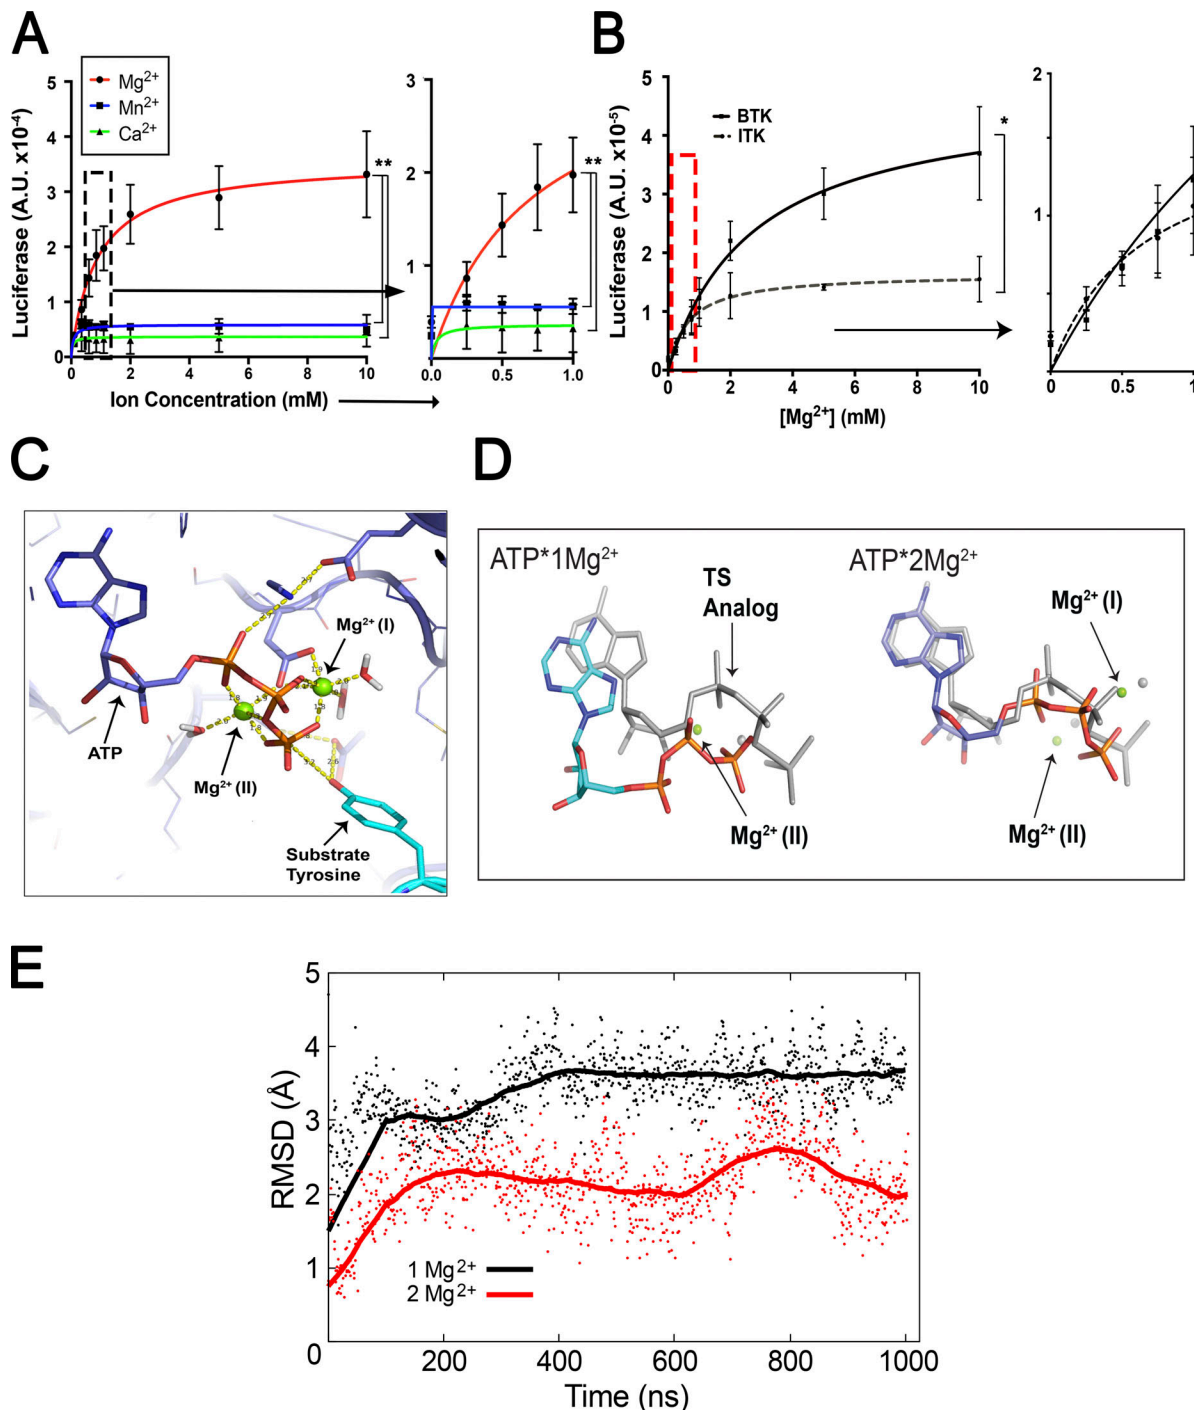 A
B
Mg²⁺
Mn²⁺
Ca²⁺
Luciferase (A.U. x10⁻⁴)
5
4
3
2
1
0
0
2
4
6
8
10
**
Ion Concentration (mM)
3
2
1
0.0
0.5
1.0
**
Luciferase (A.U. x10⁻⁵)
5
4
3
2
1
0
BTK
ITK
*
0
2
4
6
8
10
[Mg²⁺] (mM)
2
1
0
0.5
1
C
D
Mg²⁺ (I)
ATP
Mg²⁺ (II)
Substrate
Tyrosine
ATP*1Mg²⁺
TS
Analog
Mg²⁺ (II)
ATP*2Mg²⁺
Mg²⁺ (I)
Mg²⁺ (II)
E
RMSD (Å)
5
4
3
2
1
0
1 Mg²⁺
2 Mg²⁺
200
400
600
800
1000
Time (ns)